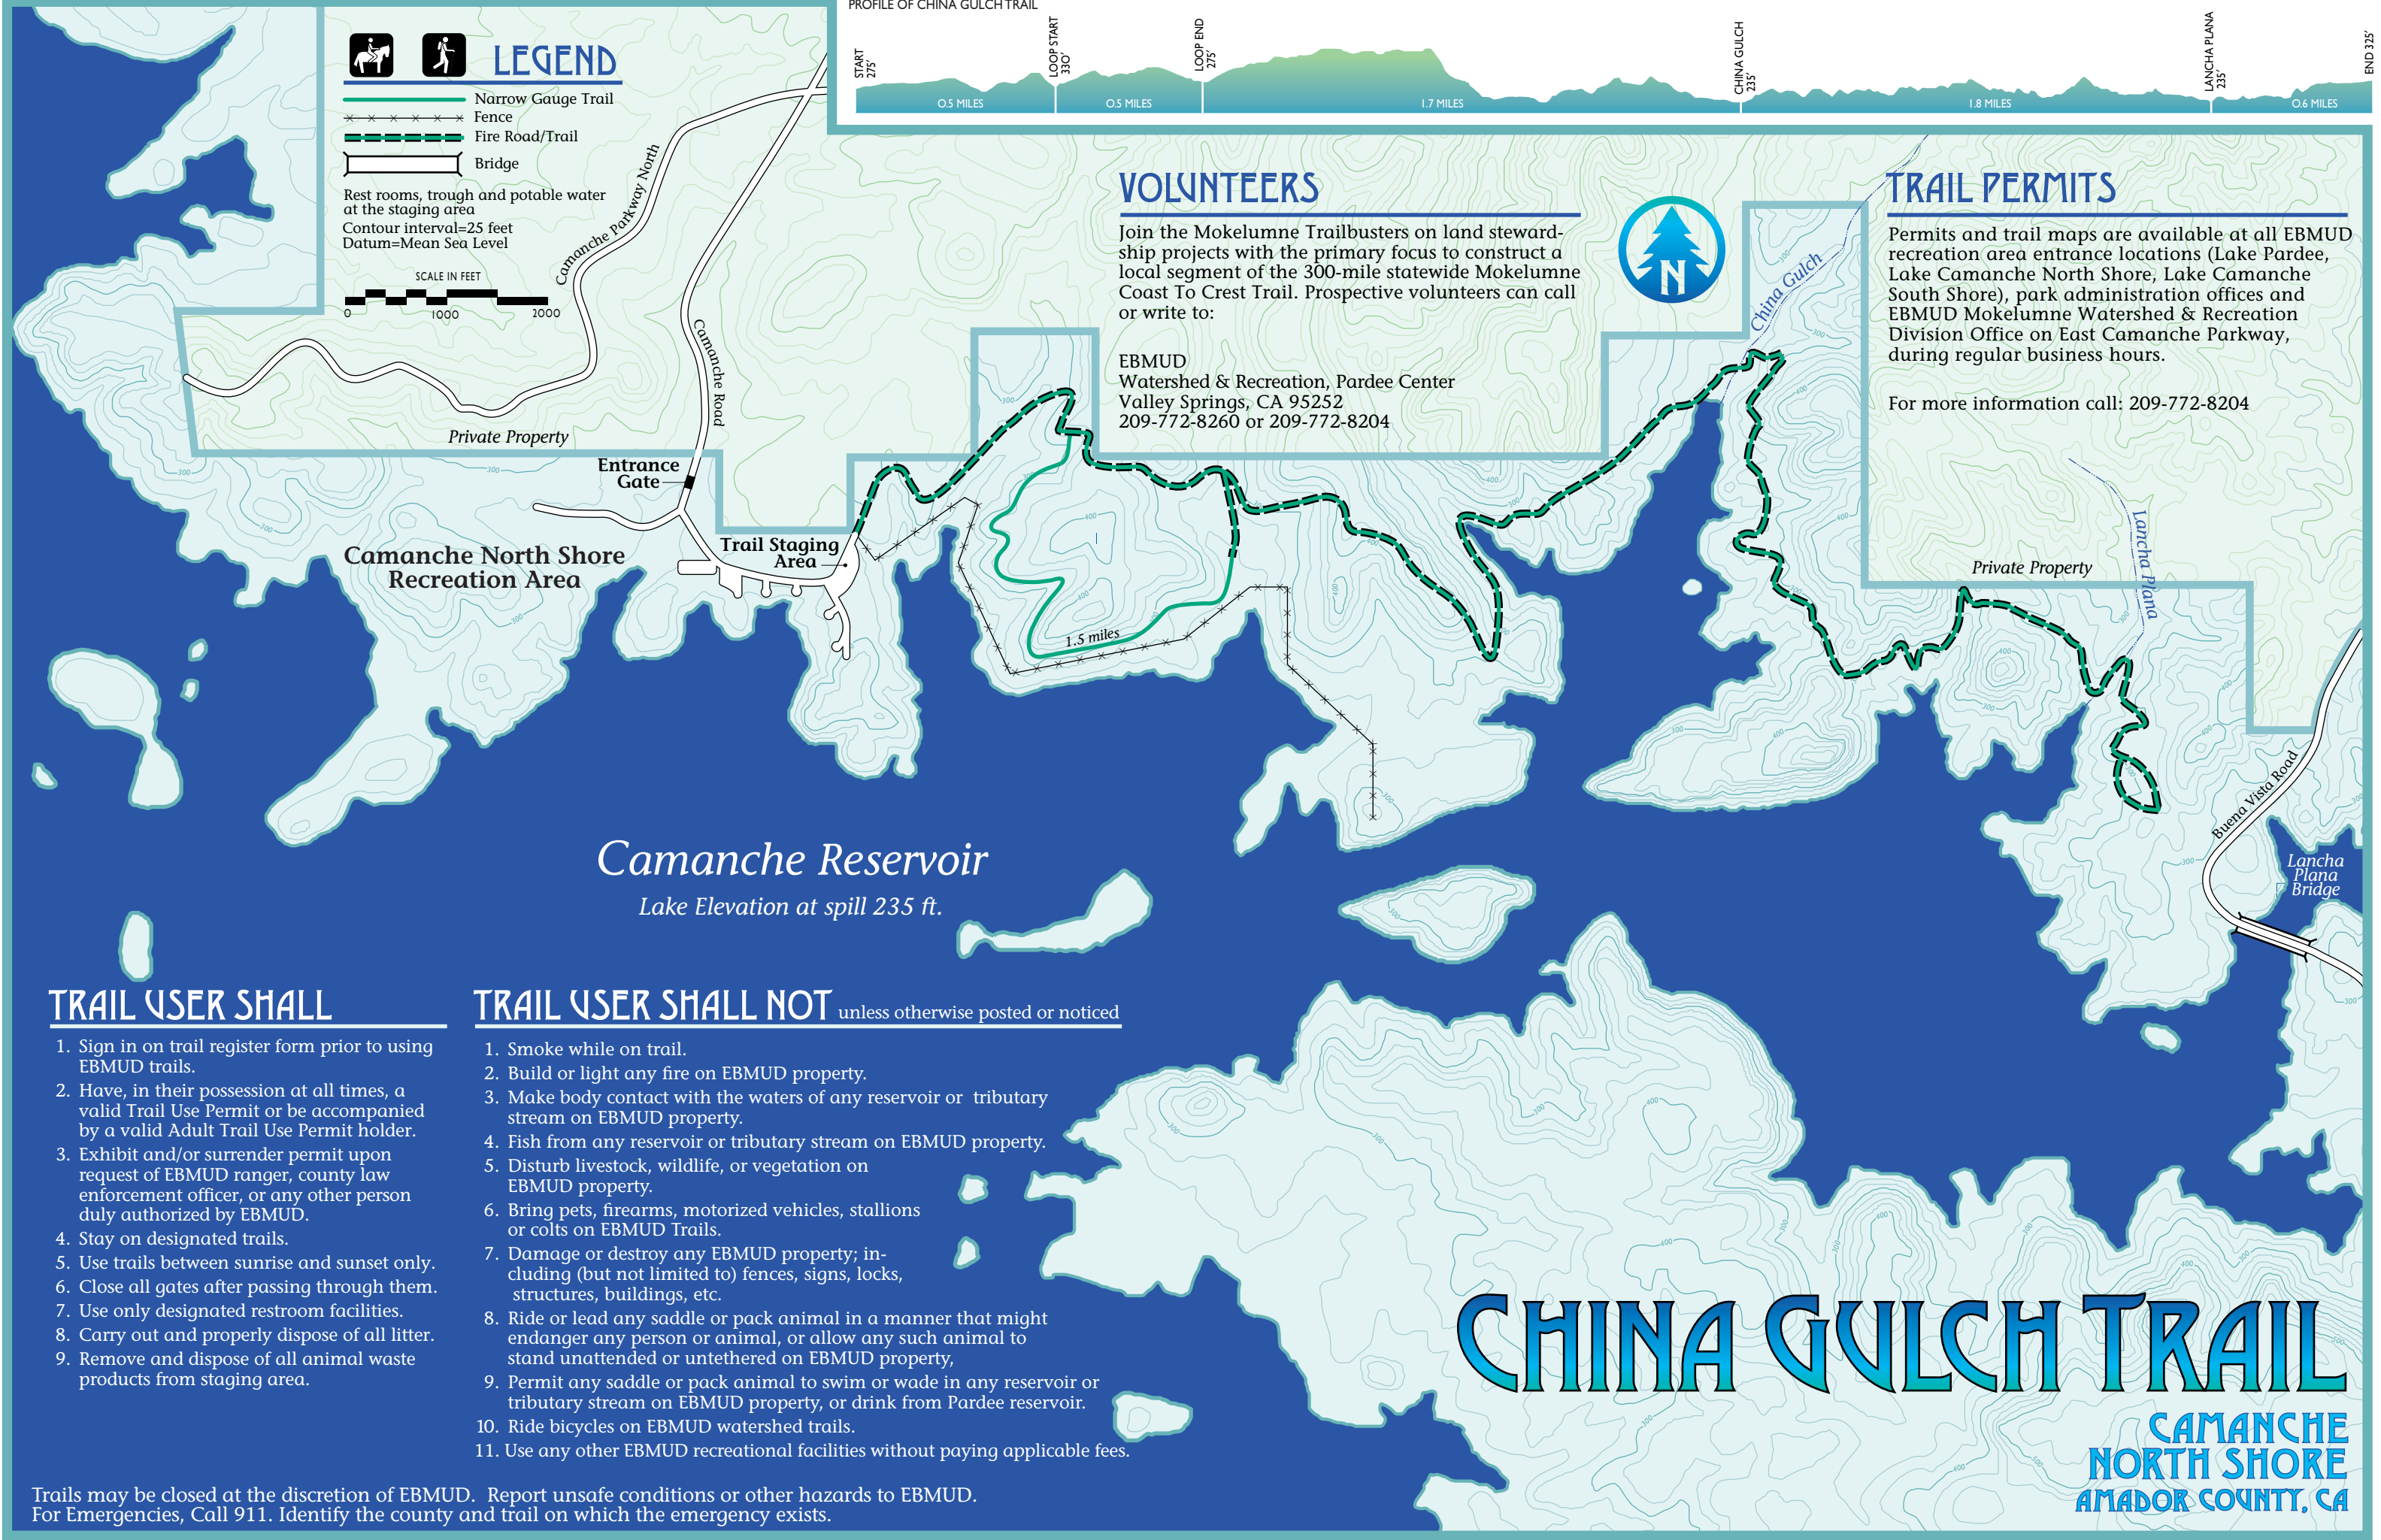 PROFILE OF CHINA GULCH TRAIL
START
275'
LOOP START
330'
LOOP END
275'
CHINA GULCH
235'
LANCHA PLANA
235'
END 325'
0.5 MILES
0.5 MILES
1.7 MILES
1.8 MILES
0.6 MILES
LEGEND
Narrow Gauge Trail
Fence
Fire Road/Trail
Bridge
Rest rooms, trough and potable water
at the staging area
Contour interval=25 feet
Datum=Mean Sea Level
SCALE IN FEET
0 1000 2000
Camanche Parkway North
Camanche Road
Private Property
Entrance
Gate
Trail Staging
Area
Camanche North Shore
Recreation Area
VOLUNTEERS
Join the Mokelumne Trailbusters on land steward-
ship projects with the primary focus to construct a
local segment of the 300-mile statewide Mokelumne
Coast To Crest Trail. Prospective volunteers can call
or write to:
EBMUD
Watershed & Recreation, Pardee Center
Valley Springs, CA 95252
209-772-8260 or 209-772-8204
N
China Gulch
TRAIL PERMITS
Permits and trail maps are available at all EBMUD
recreation area entrance locations (Lake Pardee,
Lake Camanche North Shore, Lake Camanche
South Shore), park administration offices and
EBMUD Mokelumne Watershed & Recreation
Division Office on East Camanche Parkway,
during regular business hours.
For more information call: 209-772-8204
Lancha Plana
Private Property
1.5 miles
Buena Vista Road
Lancha
Plana
Bridge
Camanche Reservoir
Lake Elevation at spill 235 ft.
TRAIL USER SHALL
1. Sign in on trail register form prior to using
EBMUD trails.
2. Have, in their possession at all times, a
valid Trail Use Permit or be accompanied
by a valid Adult Trail Use Permit holder.
3. Exhibit and/or surrender permit upon
request of EBMUD ranger, county law
enforcement officer, or any other person
duly authorized by EBMUD.
4. Stay on designated trails.
5. Use trails between sunrise and sunset only.
6. Close all gates after passing through them.
7. Use only designated restroom facilities.
8. Carry out and properly dispose of all litter.
9. Remove and dispose of all animal waste
products from staging area.
TRAIL USER SHALL NOT unless otherwise posted or noticed
1. Smoke while on trail.
2. Build or light any fire on EBMUD property.
3. Make body contact with the waters of any reservoir or tributary
stream on EBMUD property.
4. Fish from any reservoir or tributary stream on EBMUD property.
5. Disturb livestock, wildlife, or vegetation on
EBMUD property.
6. Bring pets, firearms, motorized vehicles, stallions
or colts on EBMUD Trails.
7. Damage or destroy any EBMUD property; in-
cluding (but not limited to) fences, signs, locks,
structures, buildings, etc.
8. Ride or lead any saddle or pack animal in a manner that might
endanger any person or animal, or allow any such animal to
stand unattended or untethered on EBMUD property,
9. Permit any saddle or pack animal to swim or wade in any reservoir or
tributary stream on EBMUD property, or drink from Pardee reservoir.
10. Ride bicycles on EBMUD watershed trails.
11. Use any other EBMUD recreational facilities without paying applicable fees.
Trails may be closed at the discretion of EBMUD. Report unsafe conditions or other hazards to EBMUD.
For Emergencies, Call 911. Identify the county and trail on which the emergency exists.
CHINA GULCH TRAIL
CAMANCHE
NORTH SHORE
AMADOR COUNTY, CA